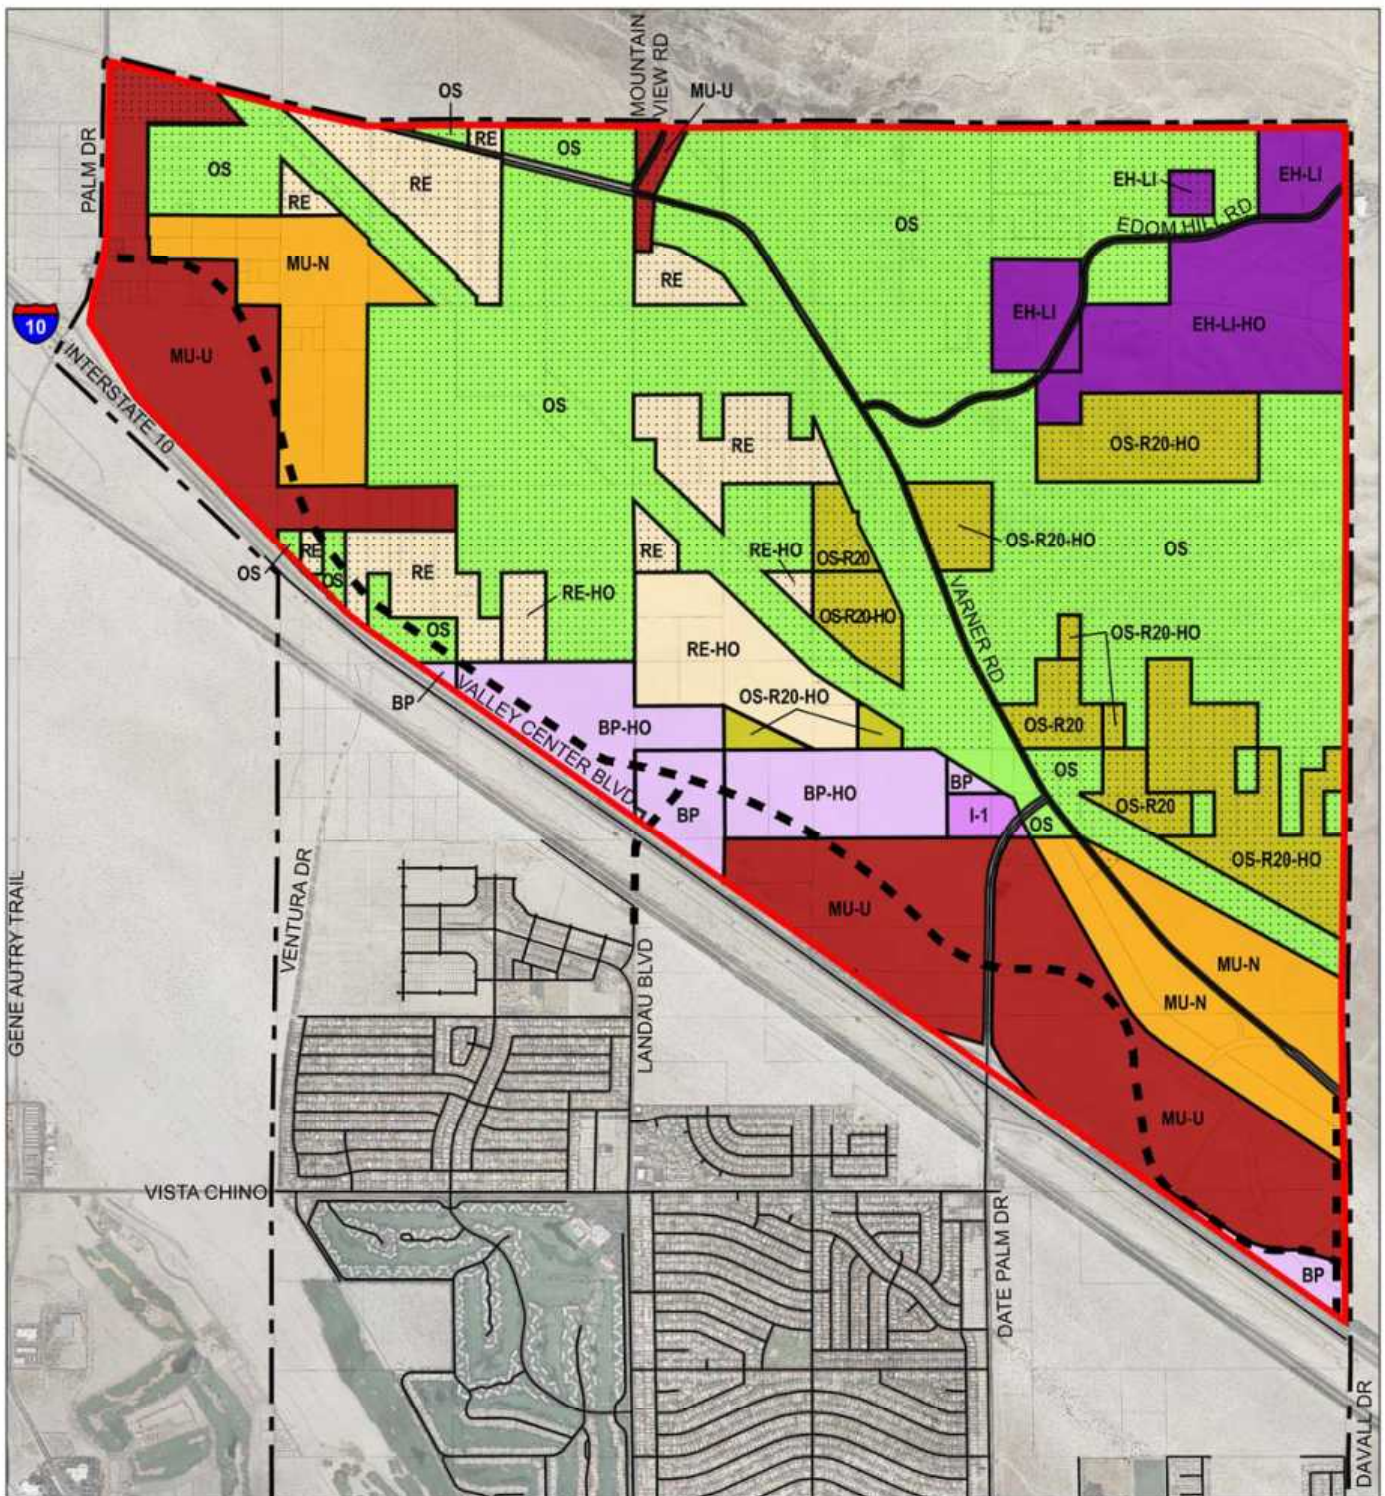 MOUNTAIN
VIEW RD
OS
MU-U
PALM DR
RE
OS
OS
RE
RE
EH-LI
EH-LI
EDOM HILL RD
OS
MU-N
RE
EH-LI
EH-LI-HO
10
INTERSTATE 10
MU-U
OS
RE
OS-R20-HO
RE
OS
RE
RE-HO
OS-R20
OS-R20-HO
OS
OS
RE
RE-HO
OS-R20-HO
VARNER RD
OS
RE-HO
OS-R20-HO
BP
VALLEY CENTER BLVD
BP-HO
OS-R20-HO
OS-R20
OS
BP-HO
BP
BP
I-1
OS
OS-R20
OS-R20-HO
GENE AUTRY TRAIL
VENTURA DR
LANDAU BLVD
MU-U
MU-N
MU-N
MU-U
VISTA CHINO
DATE PALM DR
BP
DAVALL DR